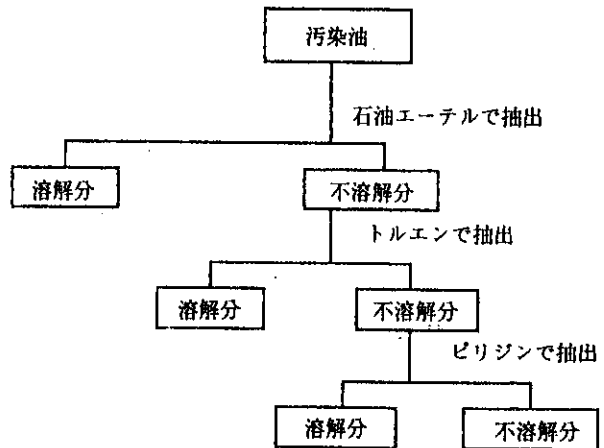 汚染油
石油エーテルで抽出
溶解分
不溶解分
トルエンで抽出
溶解分
不溶解分
ピリジンで抽出
溶解分
不溶解分